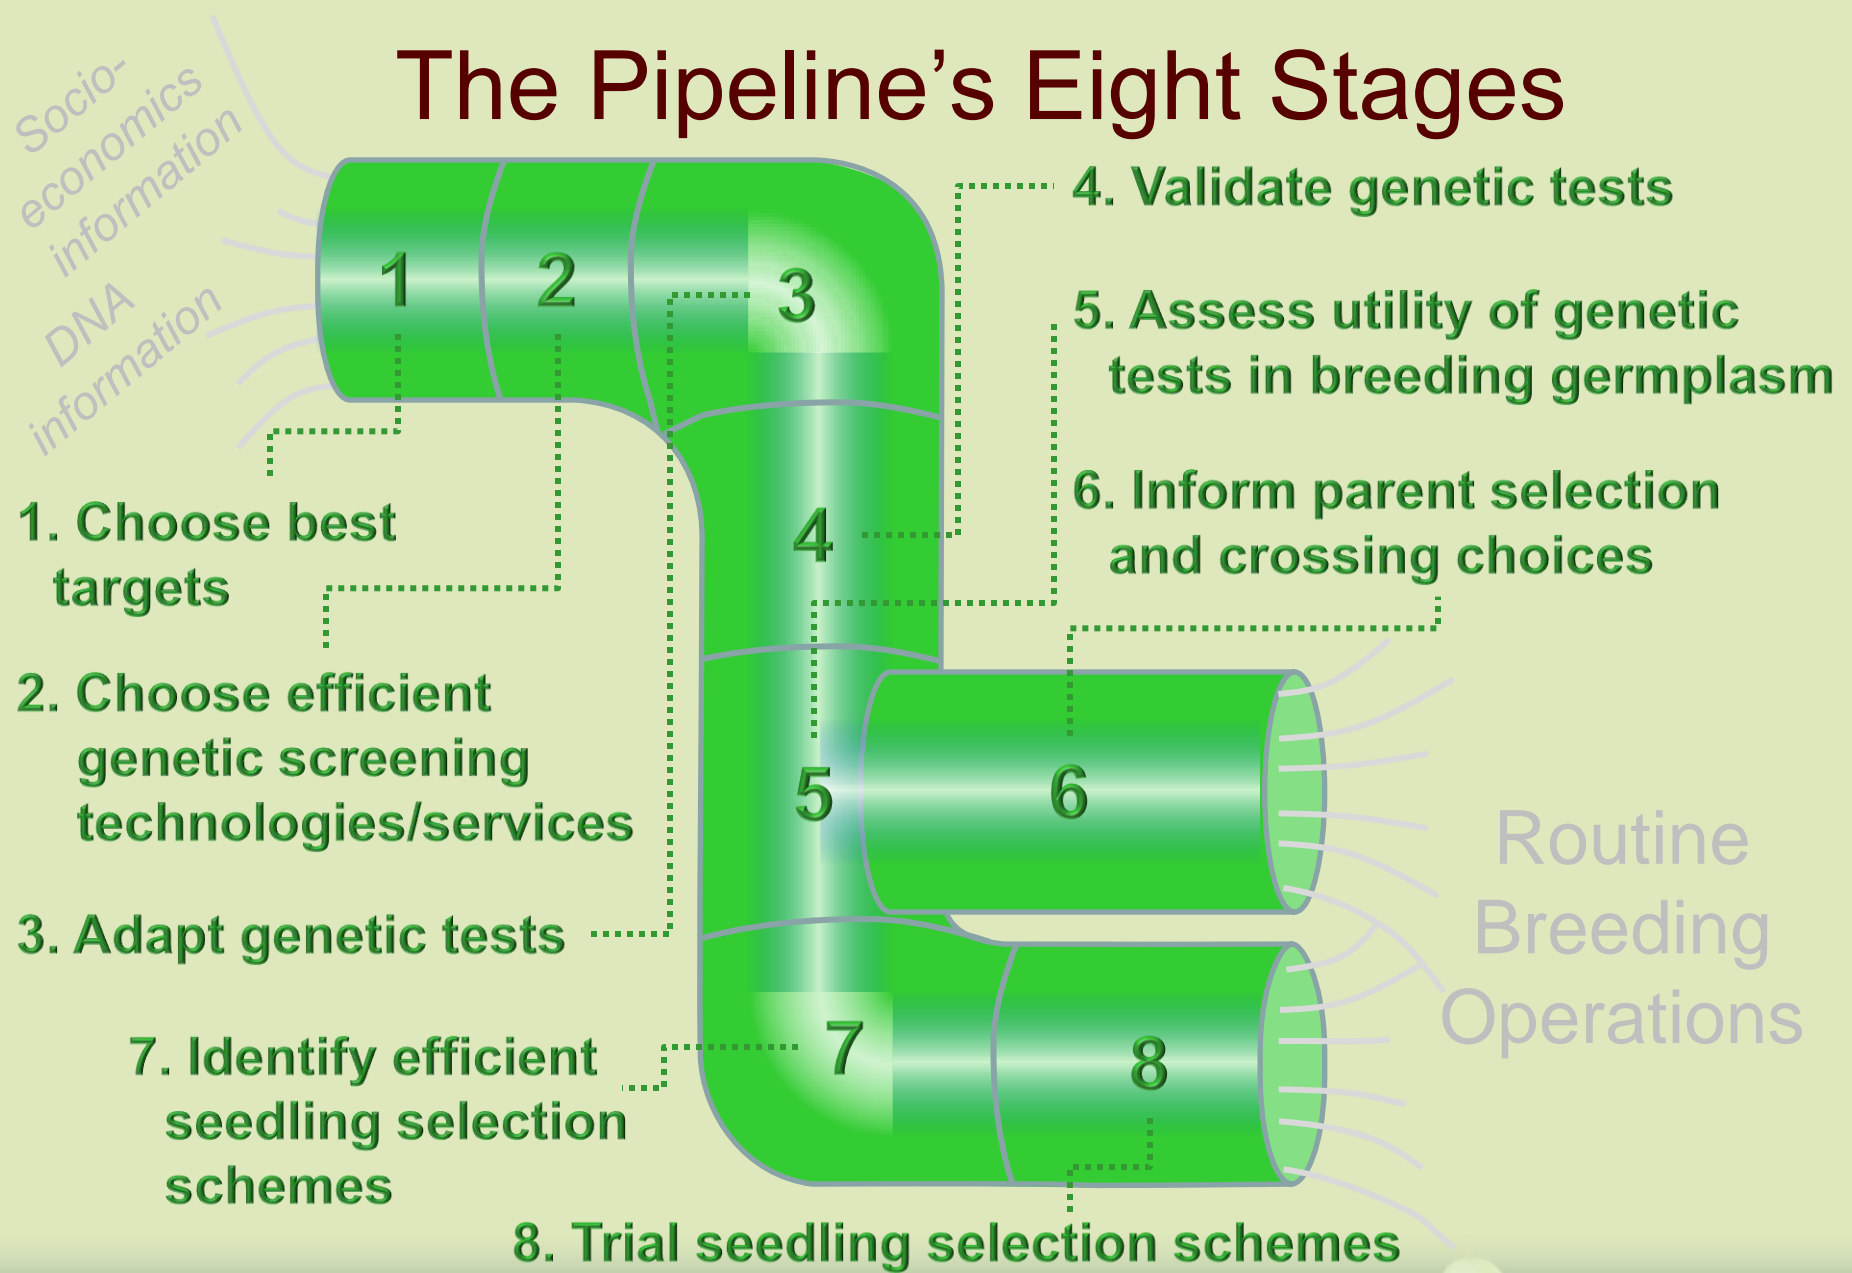 The Pipeline’s Eight Stages
Socio-
economics
information
DNA
information
1
2
3
4
5
6
7
8
1. Choose best
targets
2. Choose efficient
genetic screening
technologies/services
3. Adapt genetic tests
4. Validate genetic tests
5. Assess utility of genetic
tests in breeding germplasm
6. Inform parent selection
and crossing choices
7. Identify efficient
seedling selection
schemes
8. Trial seedling selection schemes
Routine
Breeding
Operations